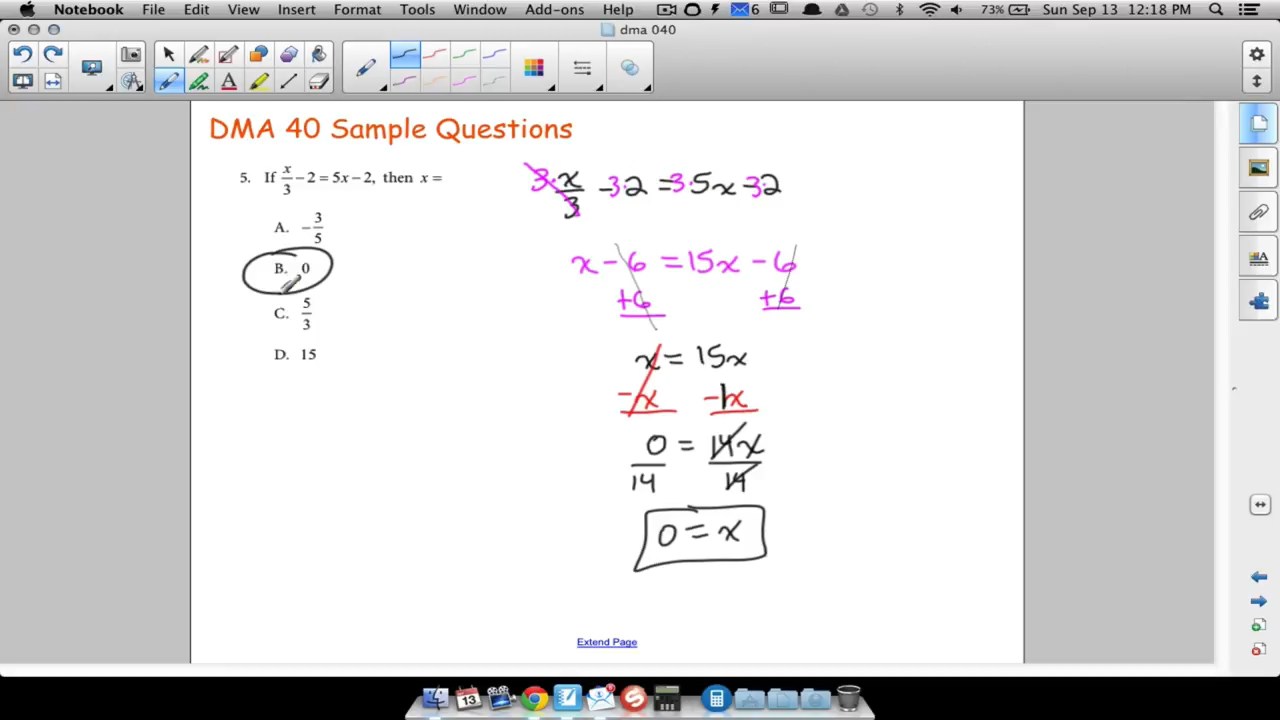 Notebook File Edit View Insert Format Tools Window Add-ons Help 6 73% Sun Sep 13 12:18 PM
dma 040
DMA 40 Sample Questions
5. If x/3 − 2 = 5x − 2, then x =
A. −3/5
B. 0
C. 5/3
D. 15
3·x/3 −3·2 = 3·5x −3·2
x − 6 = 15x − 6
+6 +6
x = 15x
−x −1x
0 = 14x
14 14
0 = x
Extend Page
13